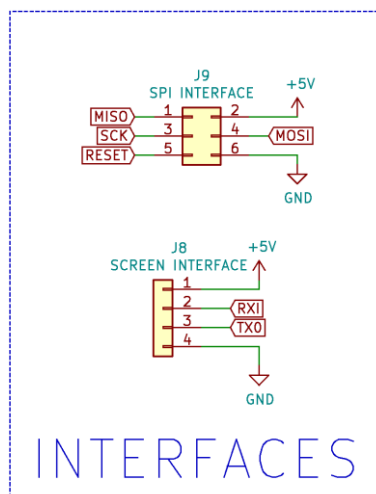 J9
SPI INTERFACE
+5V
MISO 1 2
SCK 3 4 MOSI
RESET 5 6
GND
J8
+5V
SCREEN INTERFACE
1
2 RXI
3 TX0
4
GND
INTERFACES